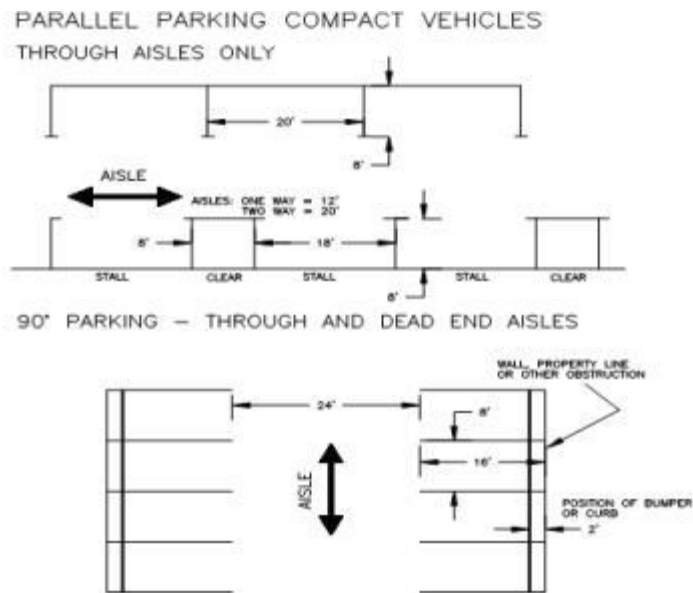 PARALLEL PARKING COMPACT VEHICLES
THROUGH AISLES ONLY
20'
8'
AISLE
AISLES: ONE WAY = 12'
TWO WAY = 20'
8'
18'
STALL
CLEAR
STALL
STALL
CLEAR
8'
90° PARKING – THROUGH AND DEAD END AISLES
WALL, PROPERTY LINE
OR OTHER OBSTRUCTION
24'
8'
16'
AISLE
POSITION OF BUMPER
OR CURB
2'